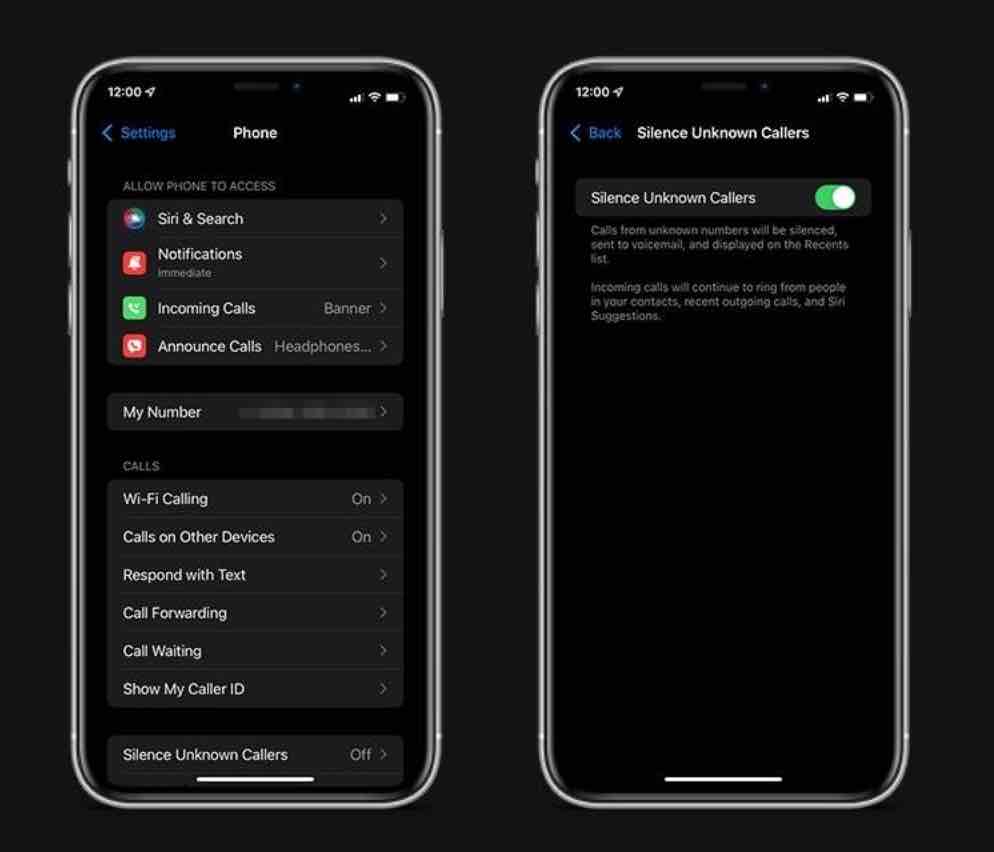 12:00
Settings
Phone
ALLOW PHONE TO ACCESS
Siri & Search
Notifications
Immediate
Incoming Calls Banner
Announce Calls Headphones...
My Number
CALLS
Wi-Fi Calling On
Calls on Other Devices On
Respond with Text
Call Forwarding
Call Waiting
Show My Caller ID
Silence Unknown Callers Off
12:00
Back
Silence Unknown Callers
Silence Unknown Callers
Calls from unknown numbers will be silenced,
sent to voicemail, and displayed on the Recents
list.
Incoming calls will continue to ring from people
in your contacts, recent outgoing calls, and Siri
Suggestions.